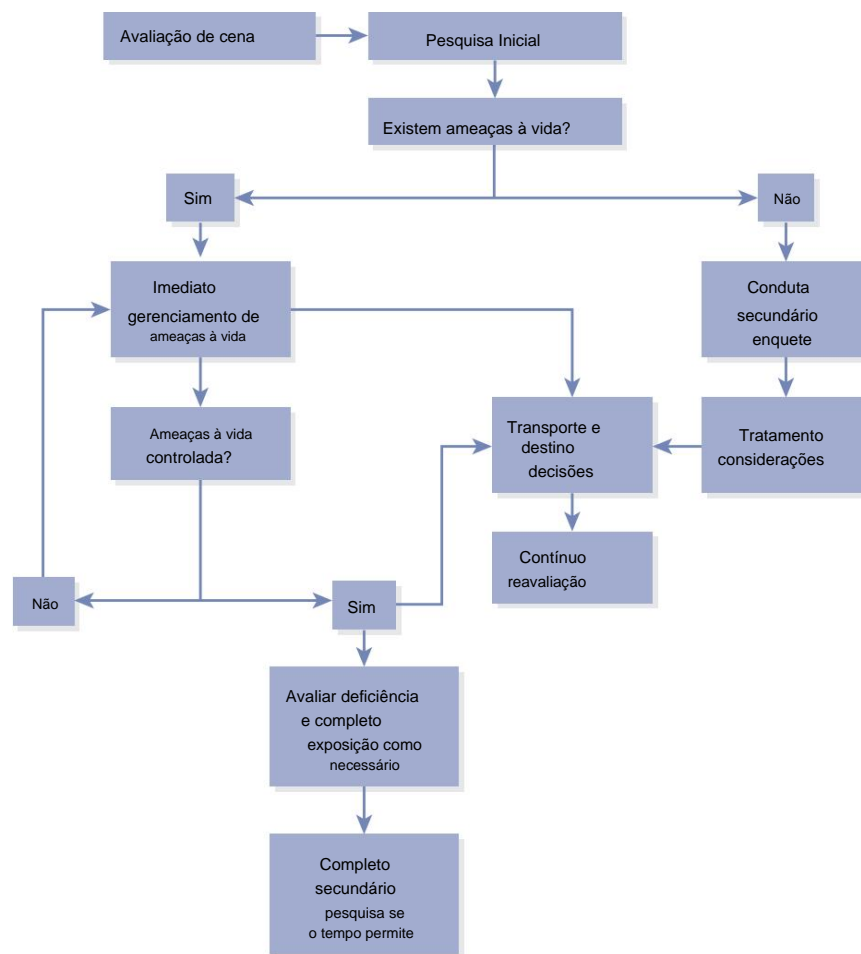 Avaliação de cena
Pesquisa Inicial
Existem ameaças à vida?
Sim
Não
Imediato
gerenciamento de
ameaças à vida
Conduta
secundário
enquete
Ameaças à vida
controlada?
Transporte e
destino
decisões
Tratamento
considerações
Contínuo
reavaliação
Não
Sim
Avaliar deficiência
e completo
exposição como
necessário
Completo
secundário
pesquisa se
o tempo permite